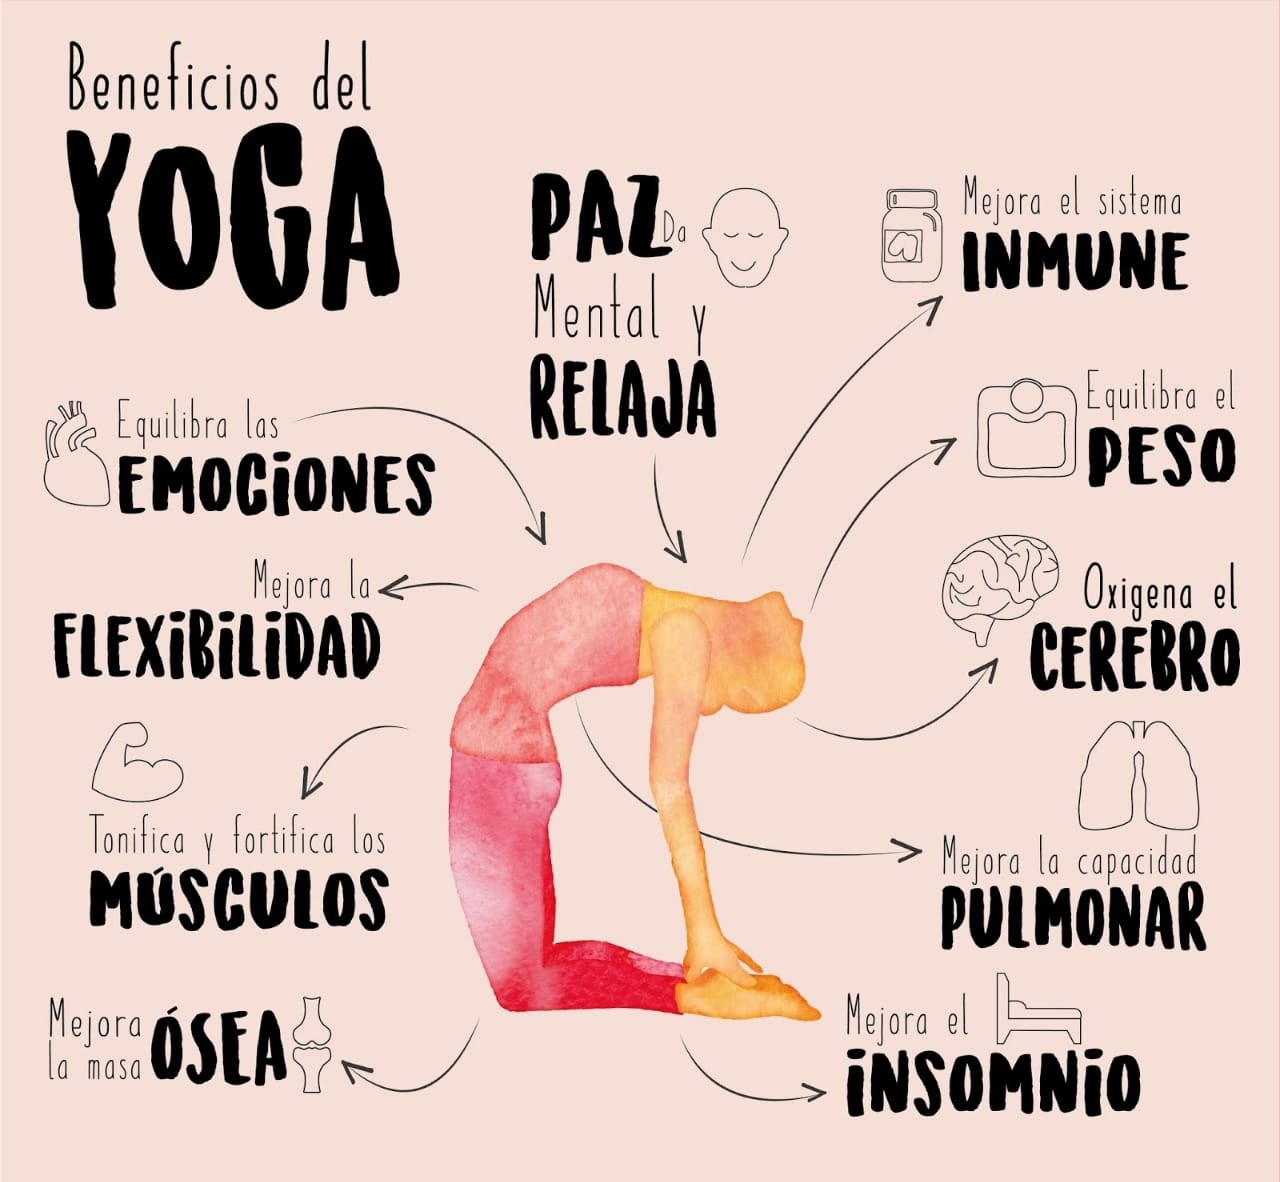 Beneficios del
YOGA
PAZ Da
Mental y
RELAJA
Mejora el sistema
INMUNE
Equilibra el
PESO
Oxigena el
CEREBRO
Mejora la capacidad
PULMONAR
Mejora el
INSOMNIO
Equilibra las
EMOCIONES
Mejora la
FLEXIBILIDAD
Tonifica y fortifica los
MÚSCULOS
Mejora
la masa ÓSEA